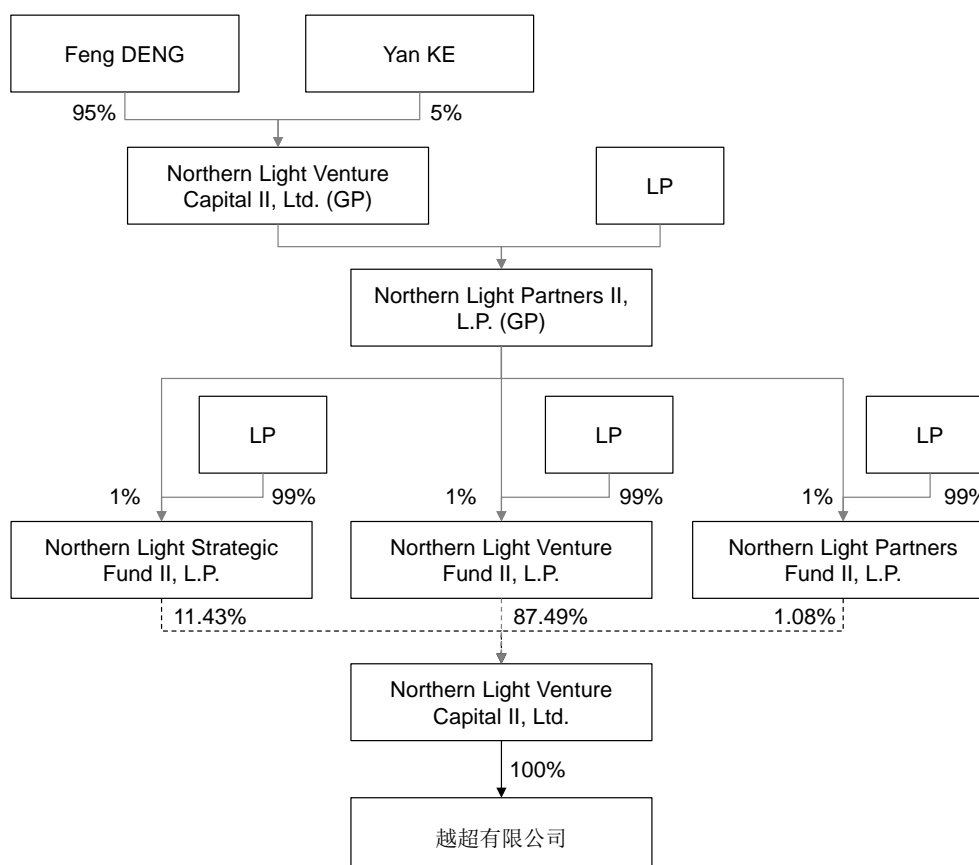 Feng DENG
Yan KE
95%
5%
Northern Light Venture
Capital II, Ltd. (GP)
LP
Northern Light Partners II,
L.P. (GP)
LP
LP
LP
1%
99%
1%
99%
1%
99%
Northern Light Strategic
Fund II, L.P.
Northern Light Venture
Fund II, L.P.
Northern Light Partners
Fund II, L.P.
11.43%
87.49%
1.08%
Northern Light Venture
Capital II, Ltd.
100%
越超有限公司